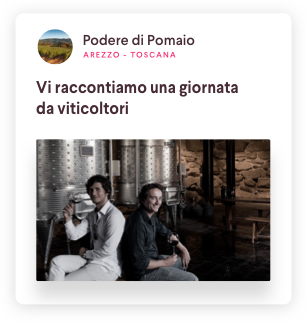 Podere di Pomaio
AREZZO - TOSCANA
Vi raccontiamo una giornata
da viticoltori